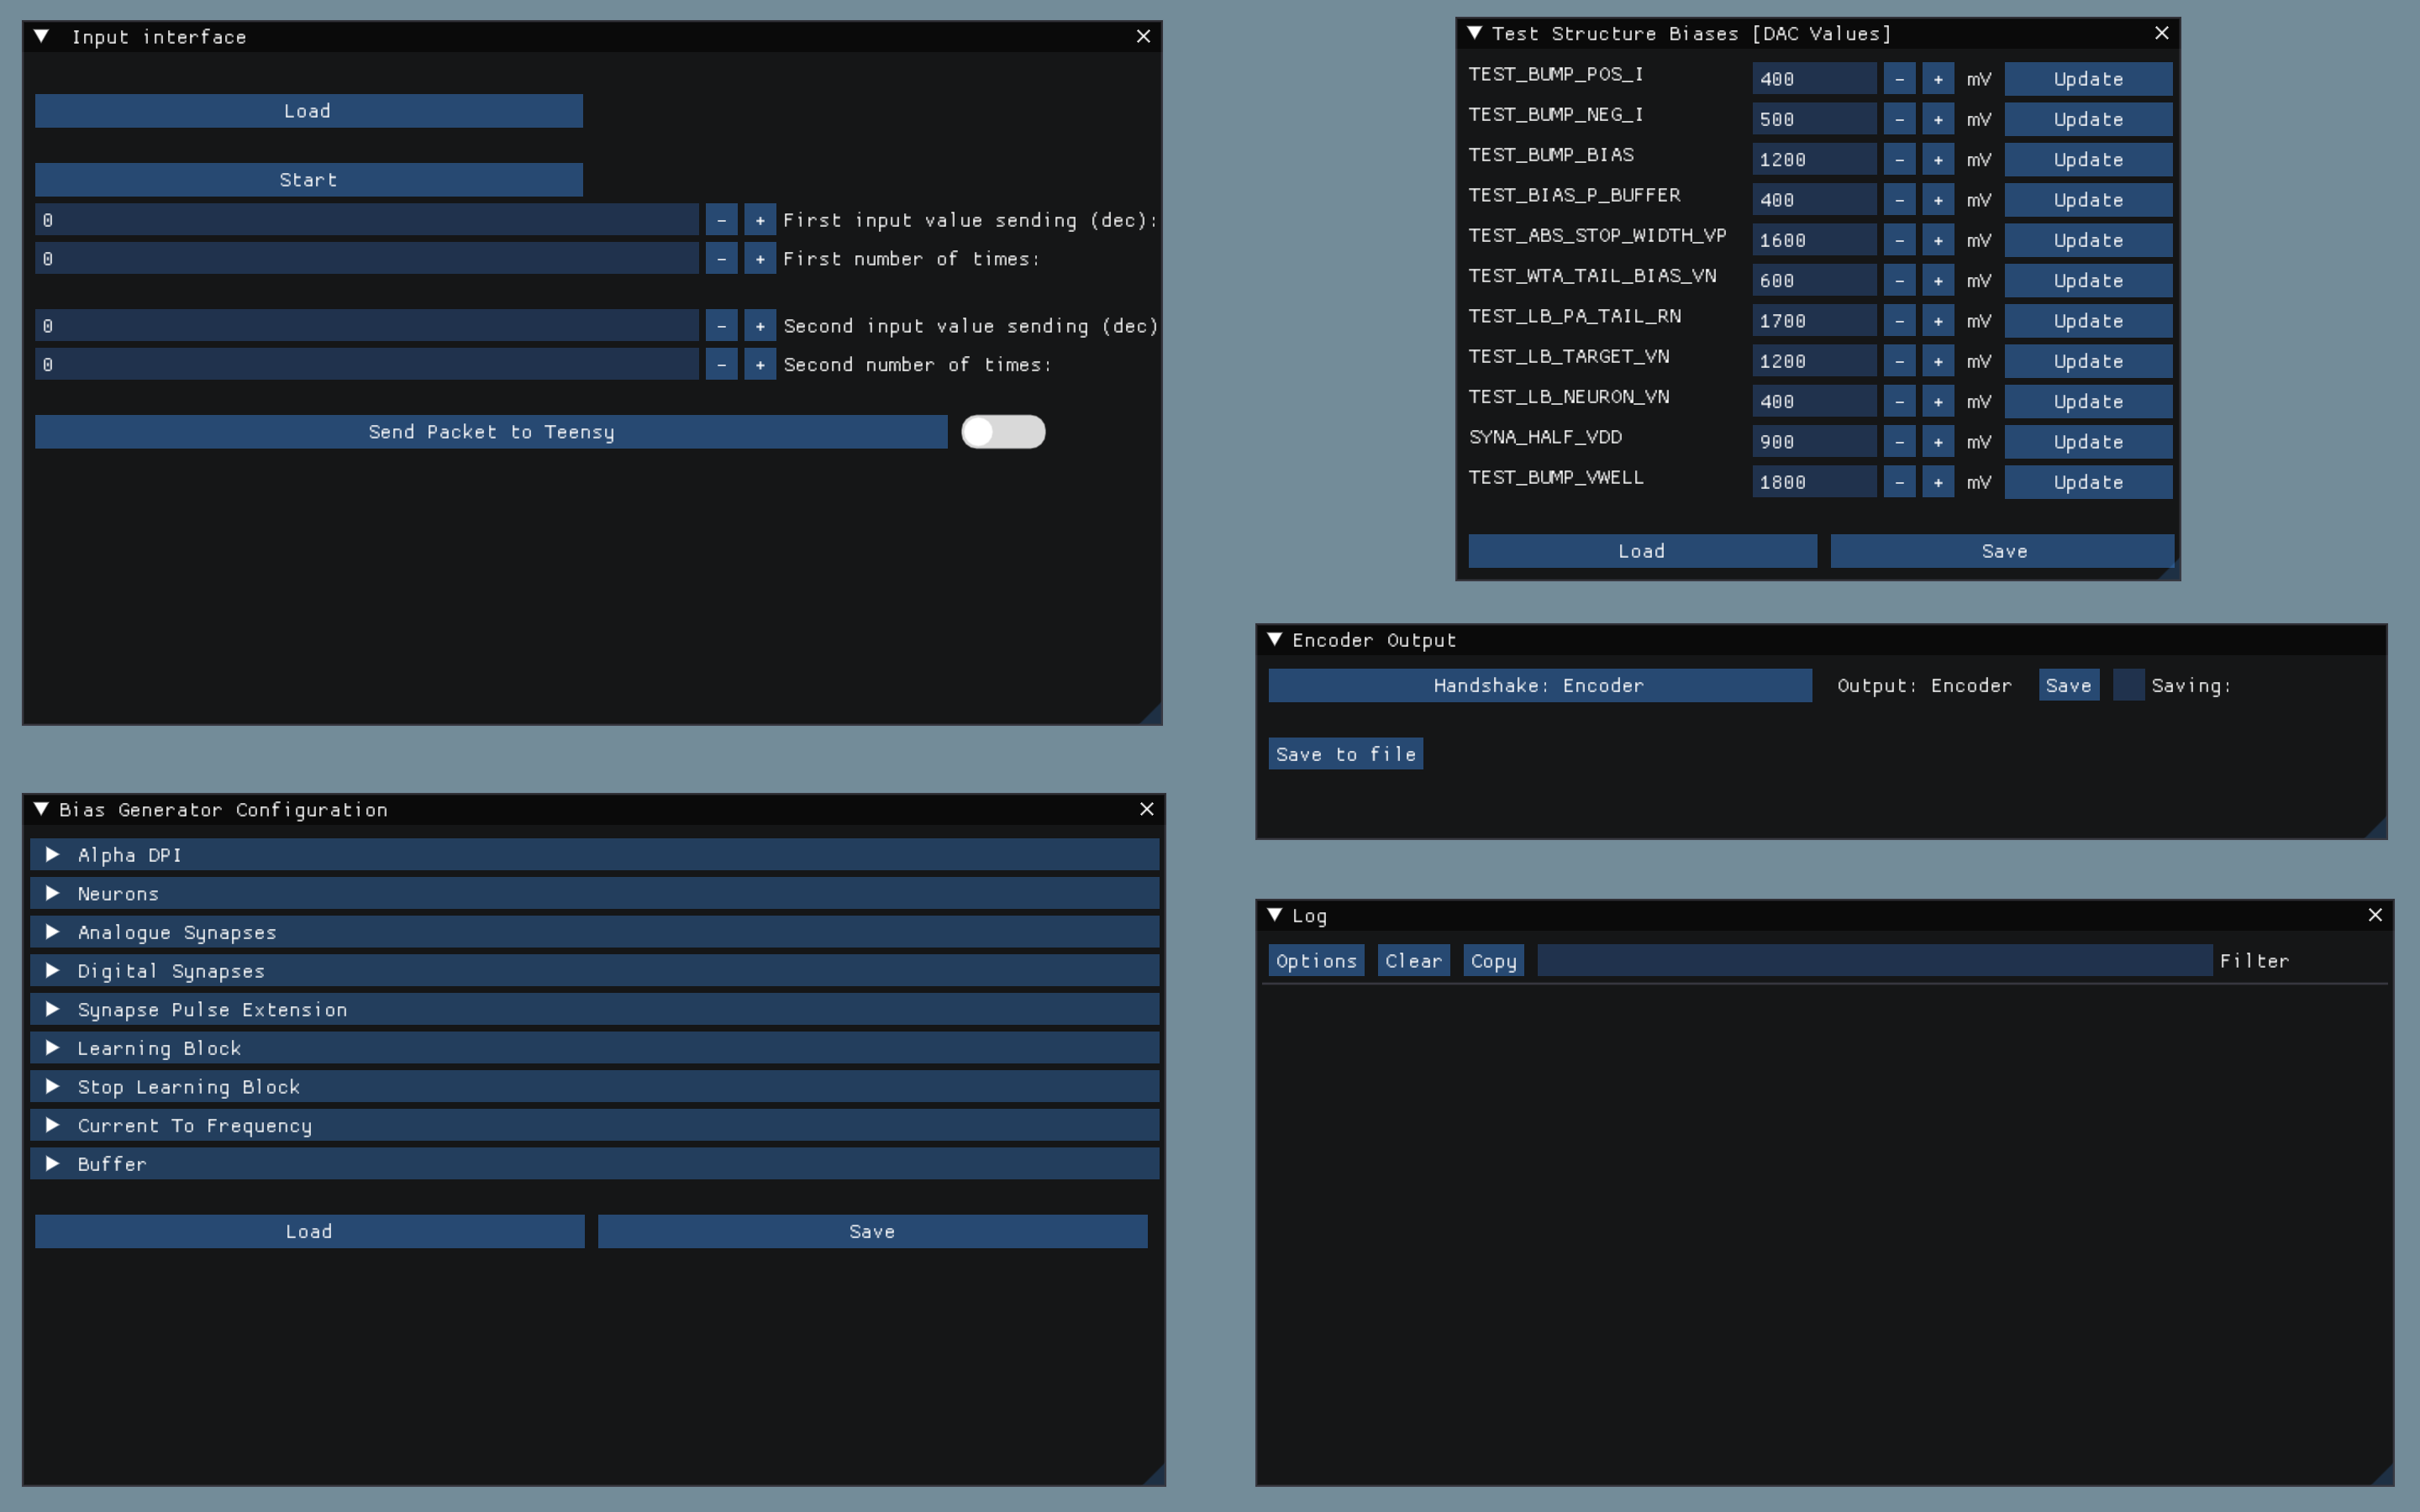 Input interface
Load
Start
0 - + First input value sending (dec):
0 - + First number of times:
0 - + Second input value sending (dec)
0 - + Second number of times:
Send Packet to Teensy
Test Structure Biases [DAC Values]
TEST_BUMP_POS_I 400 - + mV Update
TEST_BUMP_NEG_I 500 - + mV Update
TEST_BUMP_BIAS 1200 - + mV Update
TEST_BIAS_P_BUFFER 400 - + mV Update
TEST_ABS_STOP_WIDTH_VP 1600 - + mV Update
TEST_WTA_TAIL_BIAS_VN 600 - + mV Update
TEST_LB_PA_TAIL_RN 1700 - + mV Update
TEST_LB_TARGET_VN 1200 - + mV Update
TEST_LB_NEURON_VN 400 - + mV Update
SYNA_HALF_VDD 900 - + mV Update
TEST_BUMP_VWELL 1800 - + mV Update
Load Save
Encoder Output
Handshake: Encoder Output: Encoder Save Saving:
Save to file
Bias Generator Configuration
Alpha DPI
Neurons
Analogue Synapses
Digital Synapses
Synapse Pulse Extension
Learning Block
Stop Learning Block
Current To Frequency
Buffer
Load Save
Log
Options Clear Copy Filter